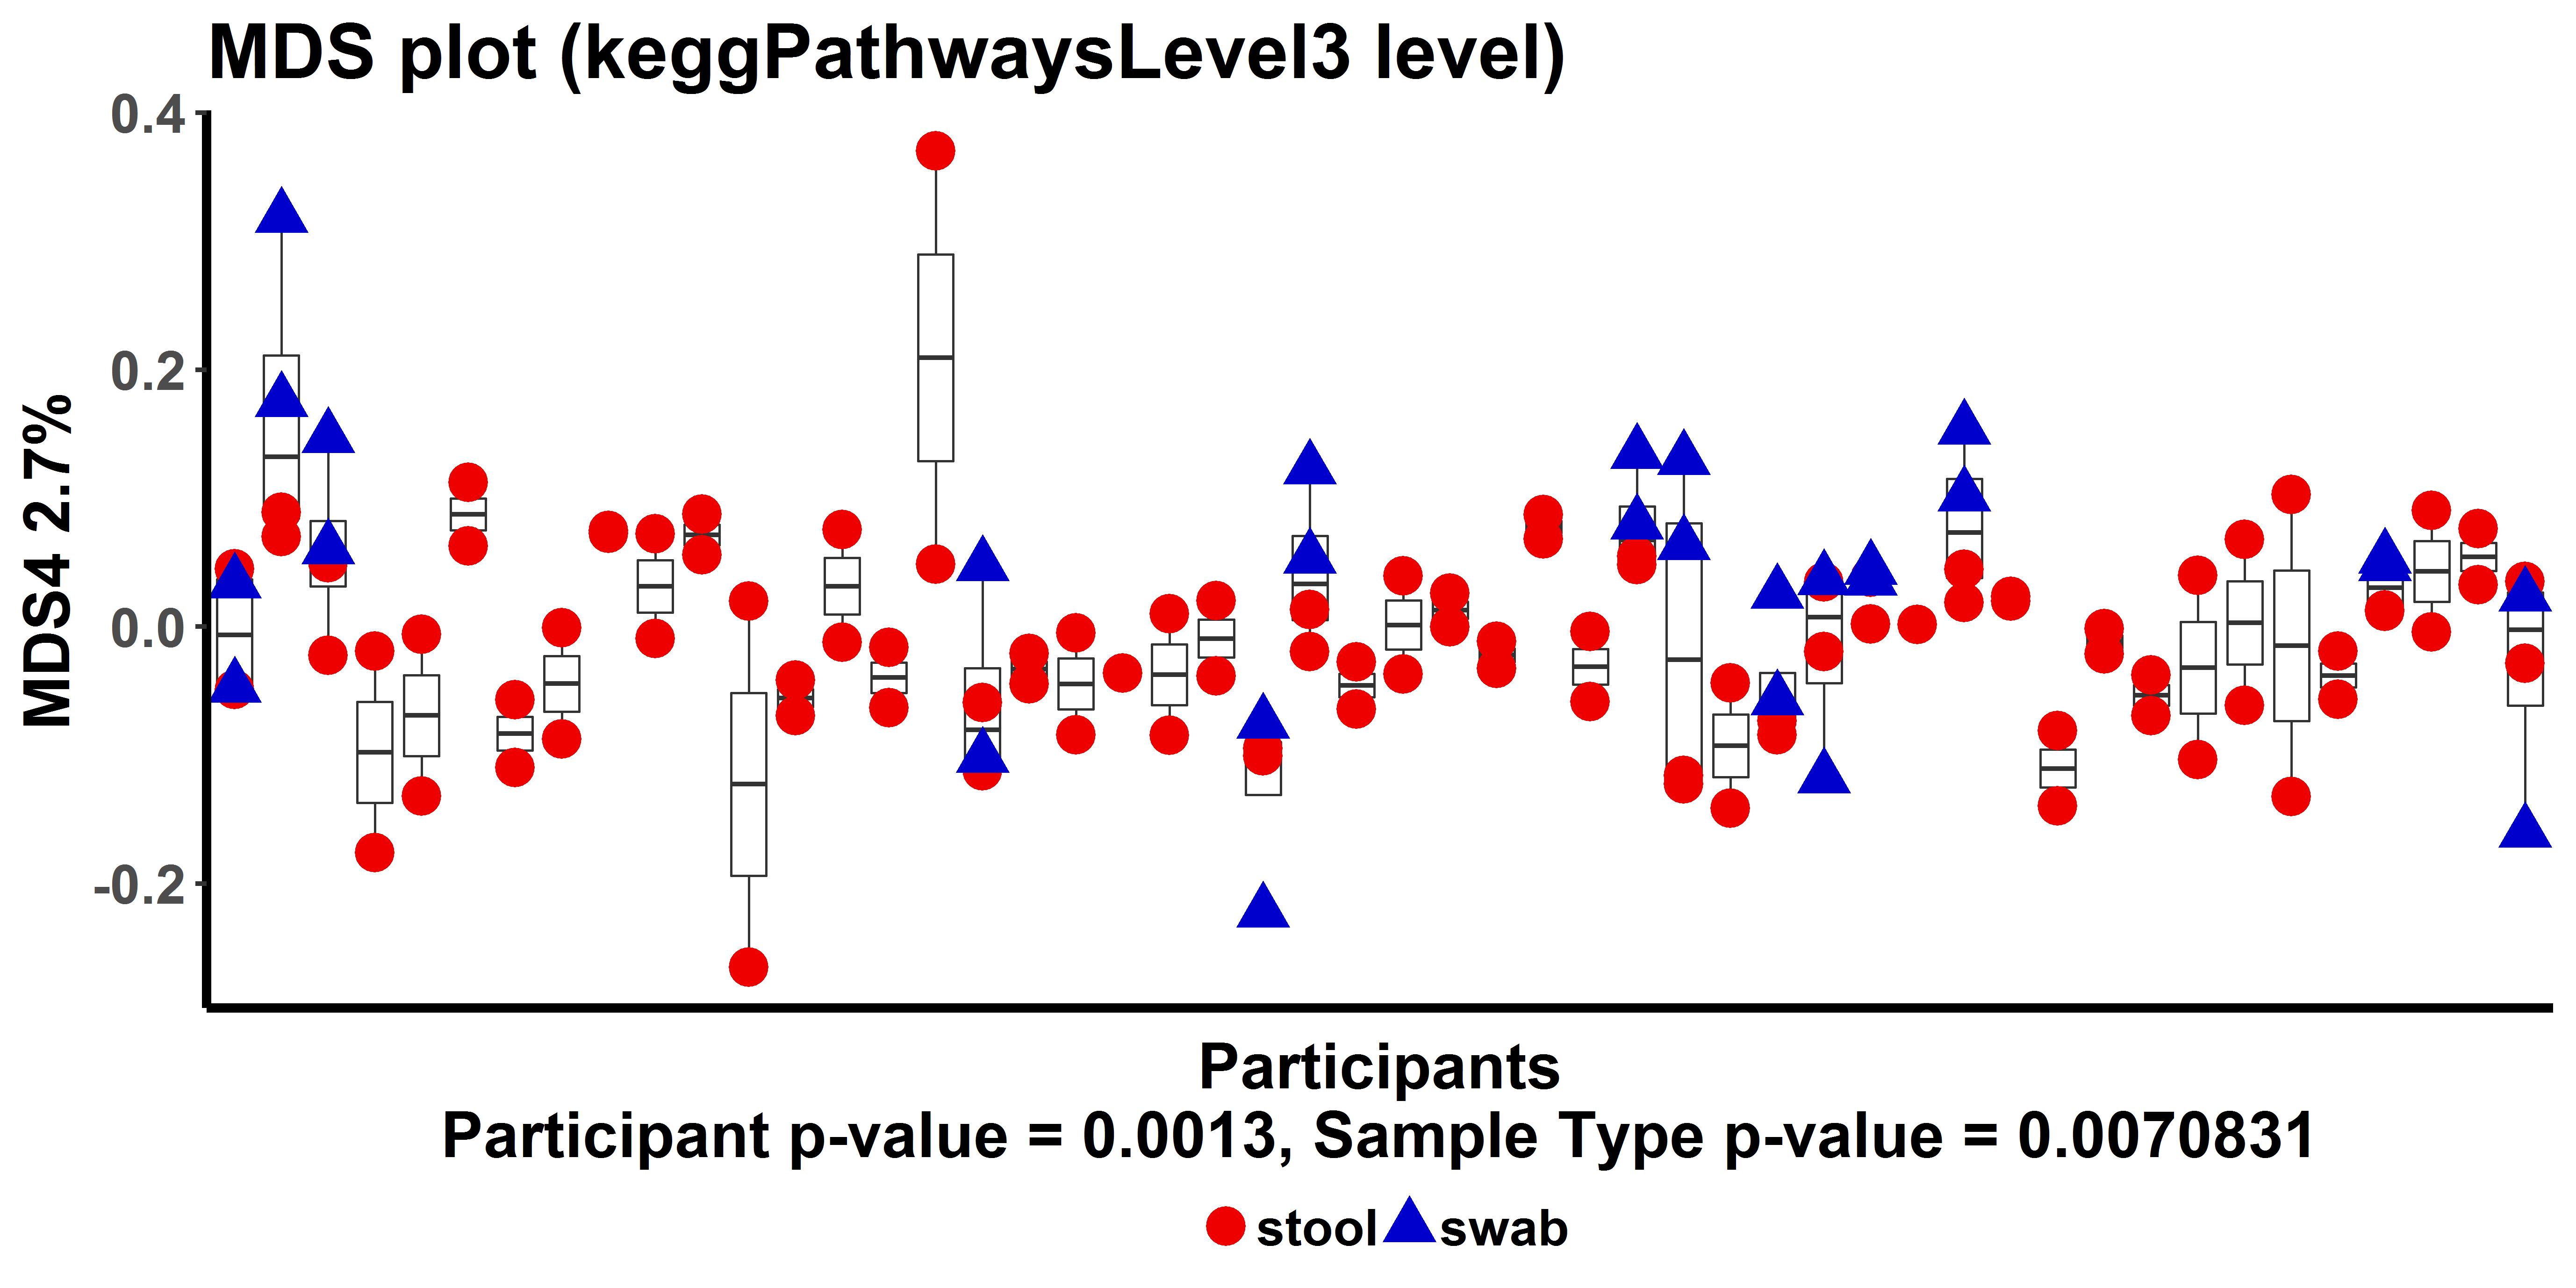 MDS plot (keggPathwaysLevel3 level)
0.4
0.2
0.0
-0.2
MDS4 2.7%
Participants
Participant p-value = 0.0013, Sample Type p-value = 0.0070831
stool swab